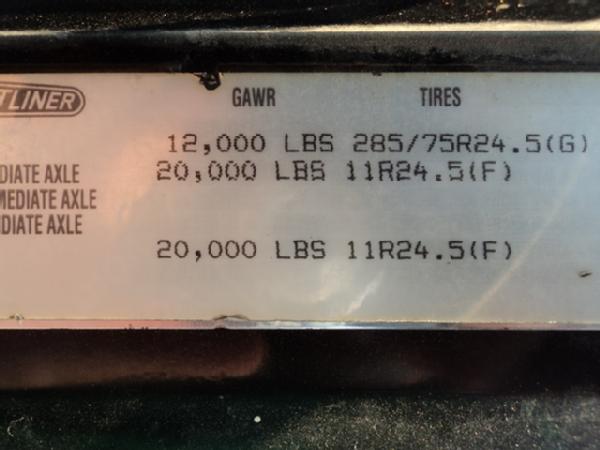 TLINER
GAWR TIRES
12,000 LBS 285/75R24.5(G)
DIATE AXLE 20,000 LBS 11R24.5(F)
MEDIATE AXLE
DIATE AXLE
20,000 LBS 11R24.5(F)